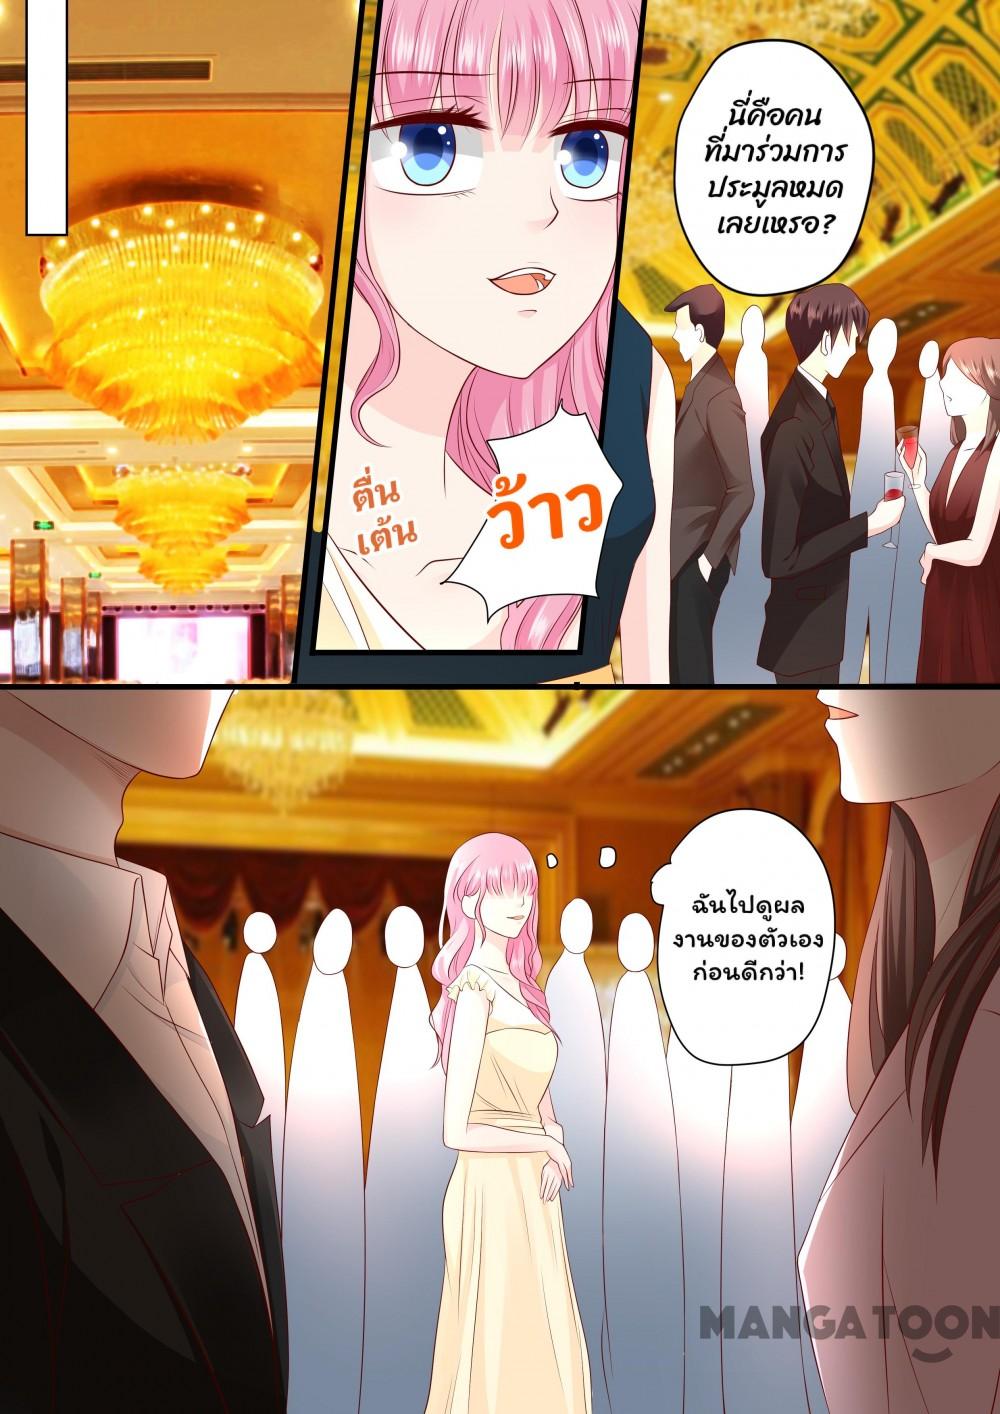 นี่คือคน
ที่มาร่วมการ
ประมูลหมด
เลยเหรอ?
ตื่น
เต้น
ว้าว
ฉันไปดูผล
งานของตัวเอง
ก่อนดีกว่า!
MANGATOON